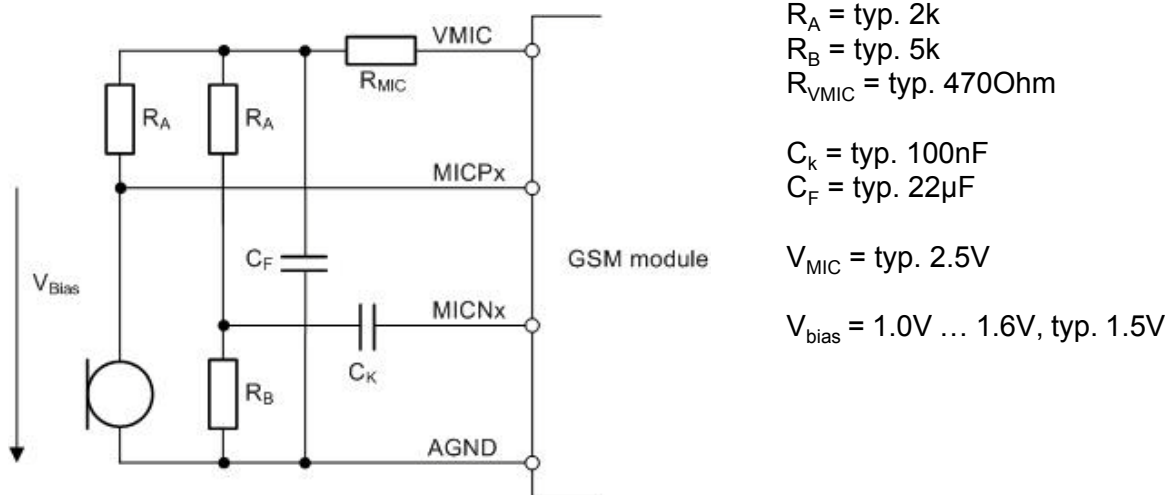 VMIC
RMIC
RA
RA
MICPx
CF
GSM module
VBias
MICNx
CK
RB
AGND
RA = typ. 2k
RB = typ. 5k
RVMIC = typ. 470Ohm
Ck = typ. 100nF
CF = typ. 22µF
VMIC = typ. 2.5V
Vbias = 1.0V … 1.6V, typ. 1.5V